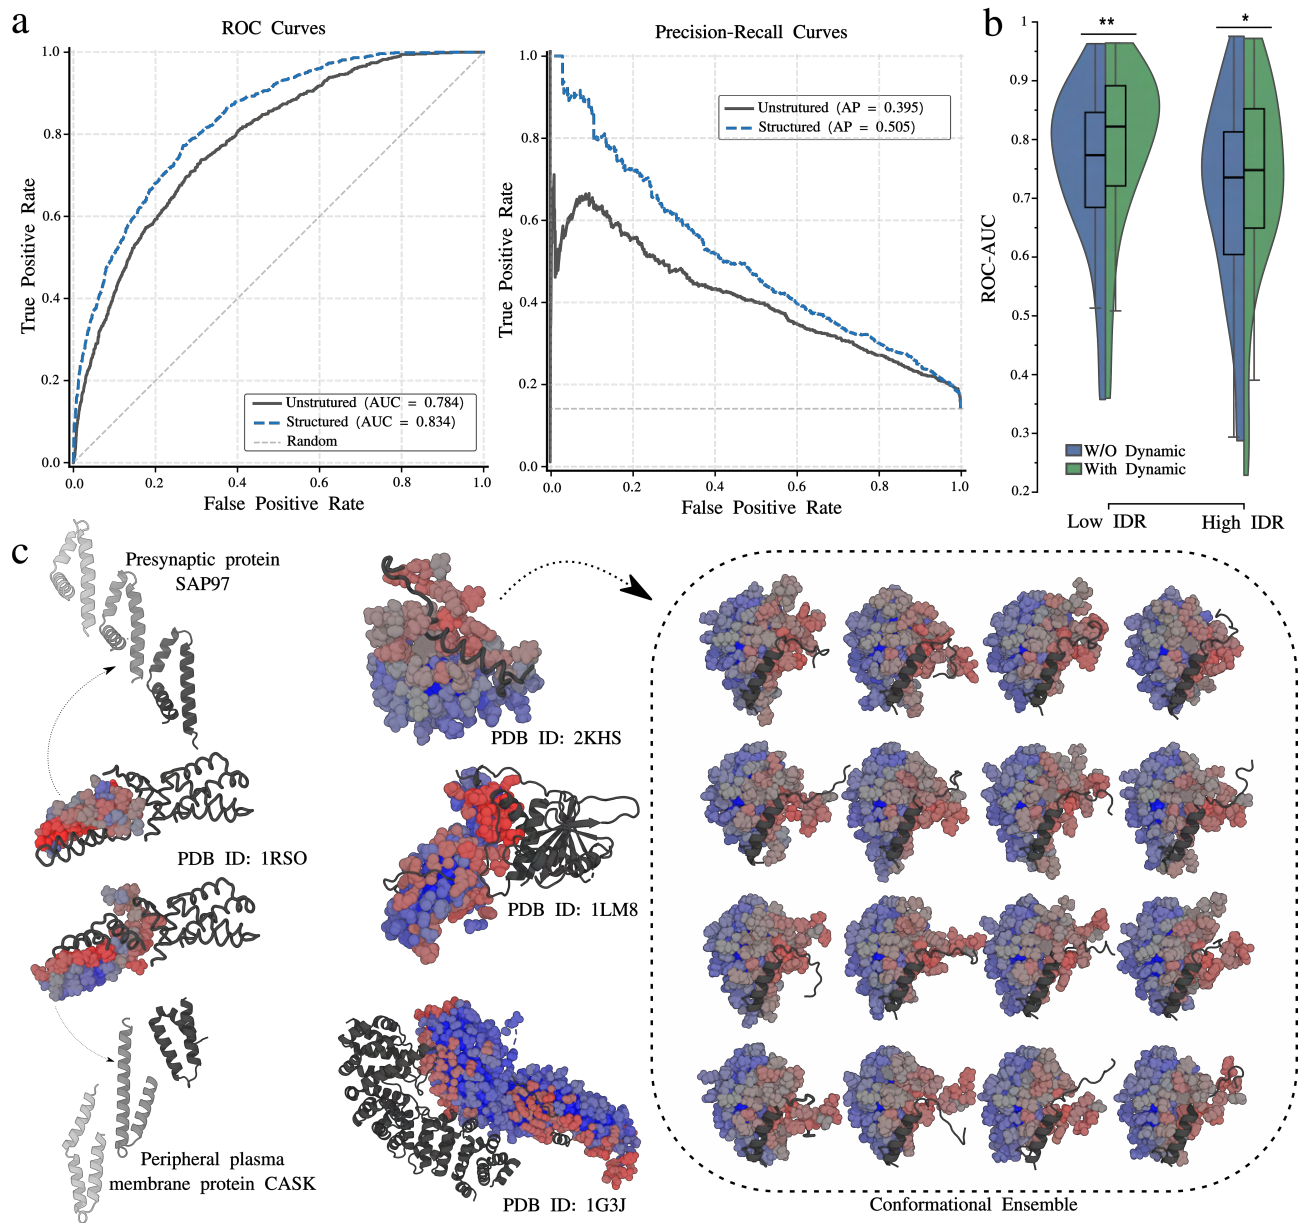 a
ROC Curves
True Positive Rate
1.0
0.8
0.6
0.4
0.2
0.0
0.0
0.2
0.4
0.6
0.8
1.0
False Positive Rate
Unstrutured (AUC = 0.784)
Structured (AUC = 0.834)
Random
Precision-Recall Curves
True Positive Rate
1.0
0.8
0.6
0.4
0.2
0.0
0.0
0.2
0.4
0.6
0.8
1.0
False Positive Rate
Unstrutured (AP = 0.395)
Structured (AP = 0.505)
b
ROC-AUC
1
0.9
0.8
0.7
0.6
0.5
0.4
0.3
0.2
**
*
W/O Dynamic
With Dynamic
Low IDR
High IDR
c
Presynaptic protein
SAP97
PDB ID: 1RSO
Peripheral plasma
membrane protein CASK
PDB ID: 2KHS
PDB ID: 1LM8
PDB ID: 1G3J
Conformational Ensemble